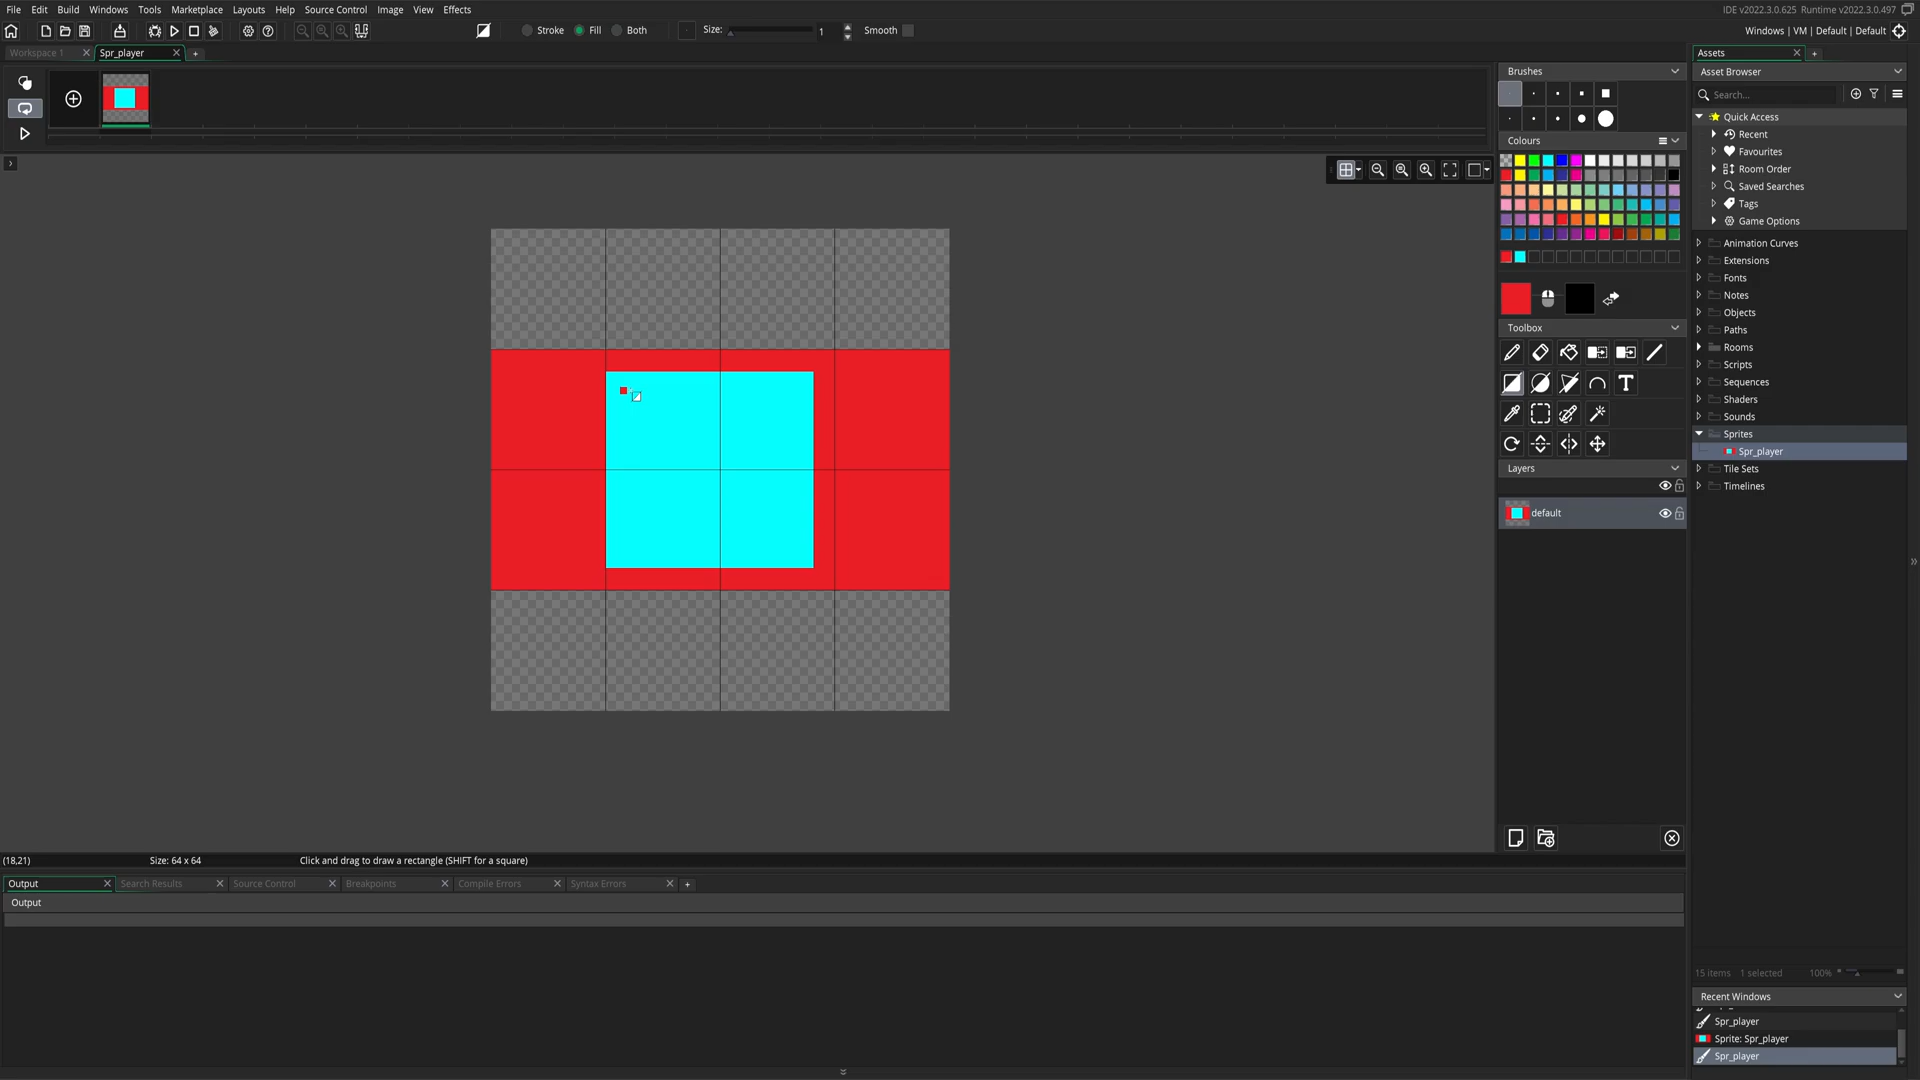 File Edit Build Windows Tools Marketplace Layouts Help Source Control Image View Effects
IDE v2022.3.0.625 Runtime v2022.3.0.497
Stroke Fill Both Size: 1 Smooth
Windows | VM | Default | Default
Workspace 1 Spr_player
Assets
Brushes
Asset Browser
Search...
Colours
Quick Access
Recent
Favourites
Room Order
Saved Searches
Tags
Game Options
Animation Curves
Extensions
Fonts
Notes
Objects
Toolbox
Paths
Rooms
Scripts
Sequences
Shaders
Sounds
Sprites
Spr_player
Layers
Tile Sets
Timelines
default
(18,21) Size: 64 x 64 Click and drag to draw a rectangle (SHIFT for a square)
Output Search Results Source Control Breakpoints Compile Errors Syntax Errors
Output
15 items 1 selected 100%
Recent Windows
Spr_player
Sprite: Spr_player
Spr_player